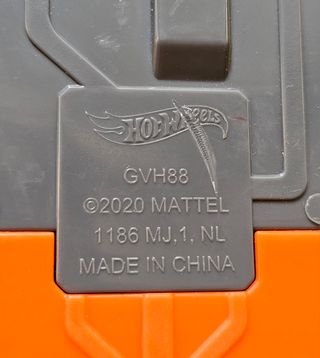 HOT WHEELS
GVH88
©2020 MATTEL
1186 MJ,1, NL
MADE IN CHINA